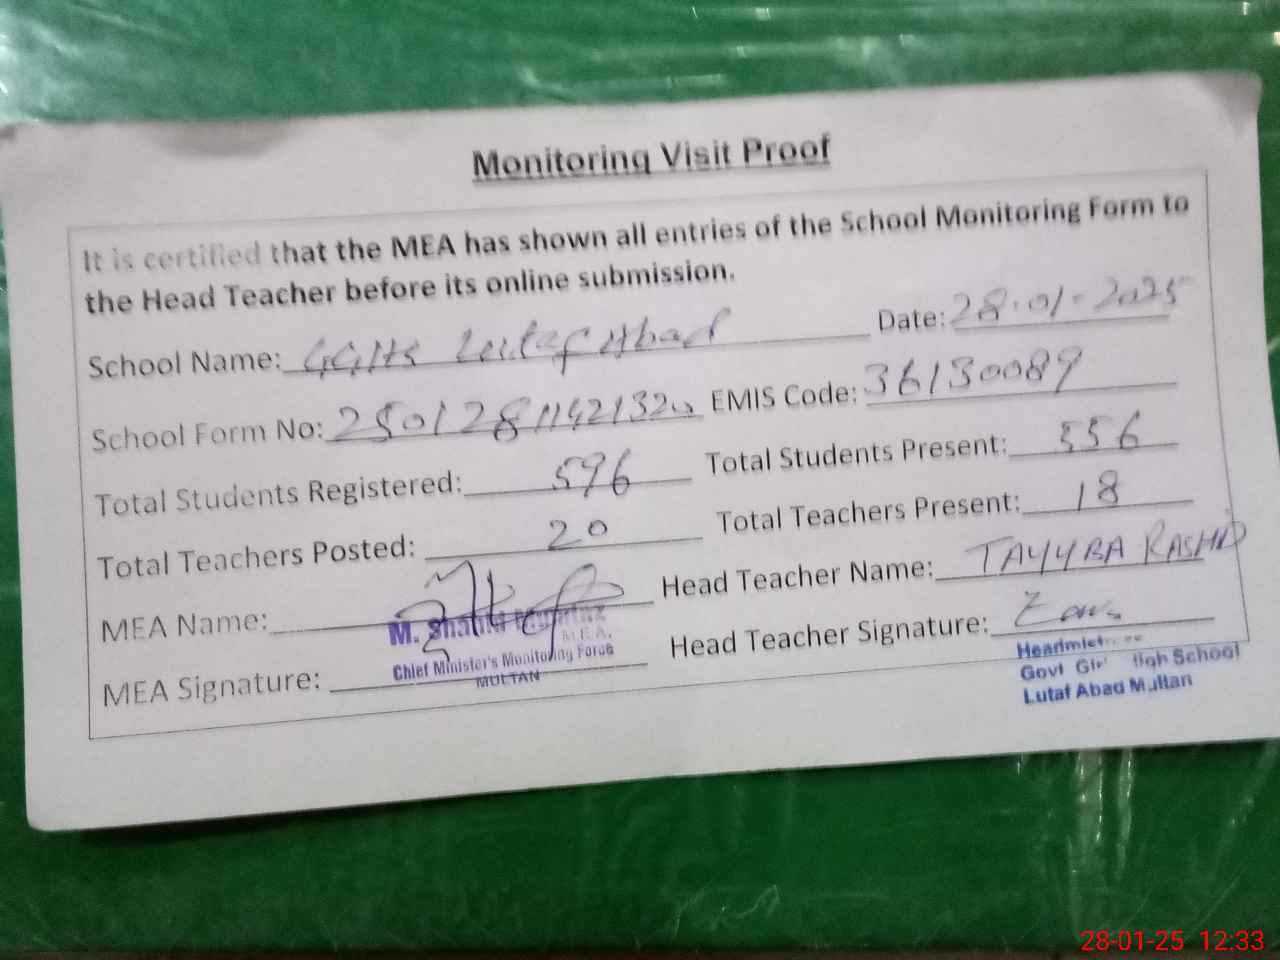 Monitoring Visit Proof
It is certified that the MEA has shown all entries of the School Monitoring Form to
the Head Teacher before its online submission.
School Name: GGHS Lutaf Abad Date: 28-01-2025
School Form No: EMIS Code: 36130089
Total Students Registered: 596 Total Students Present: 556
Total Teachers Posted: 20 Total Teachers Present: 18
MEA Name: Head Teacher Name: TAYYBA RASHID
M. Shahid Mumtaz
M.E.A.
Chief Minister's Monitoring Force
MULTAN
MEA Signature: Head Teacher Signature:
Headmistress
Govt Girls High School
Lutaf Abad Multan
28-01-25 12:33